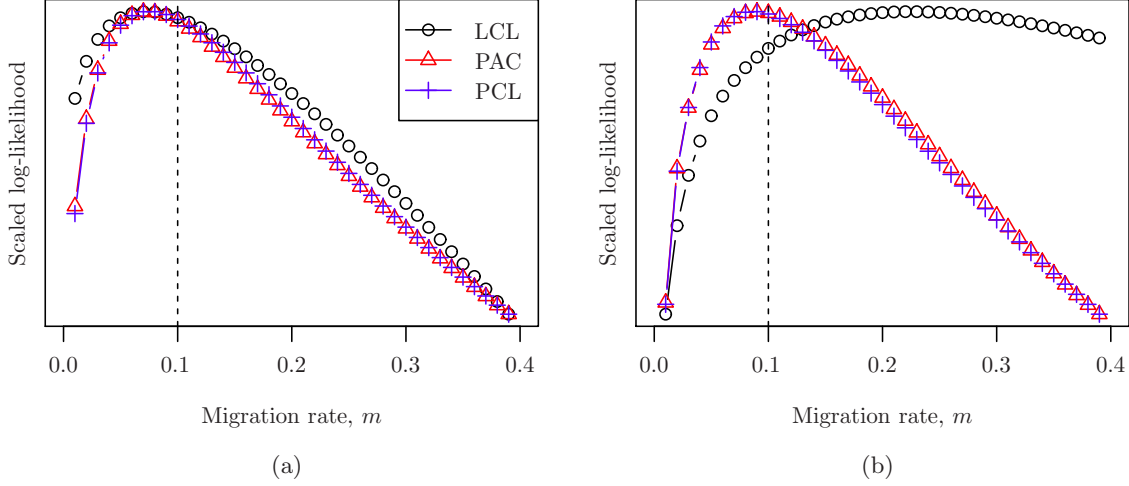 Scaled log-likelihood
LCL
PAC
PCL
0.0 0.1 0.2 0.3 0.4
Migration rate, m
(a)
Scaled log-likelihood
0.0 0.1 0.2 0.3 0.4
Migration rate, m
(b)